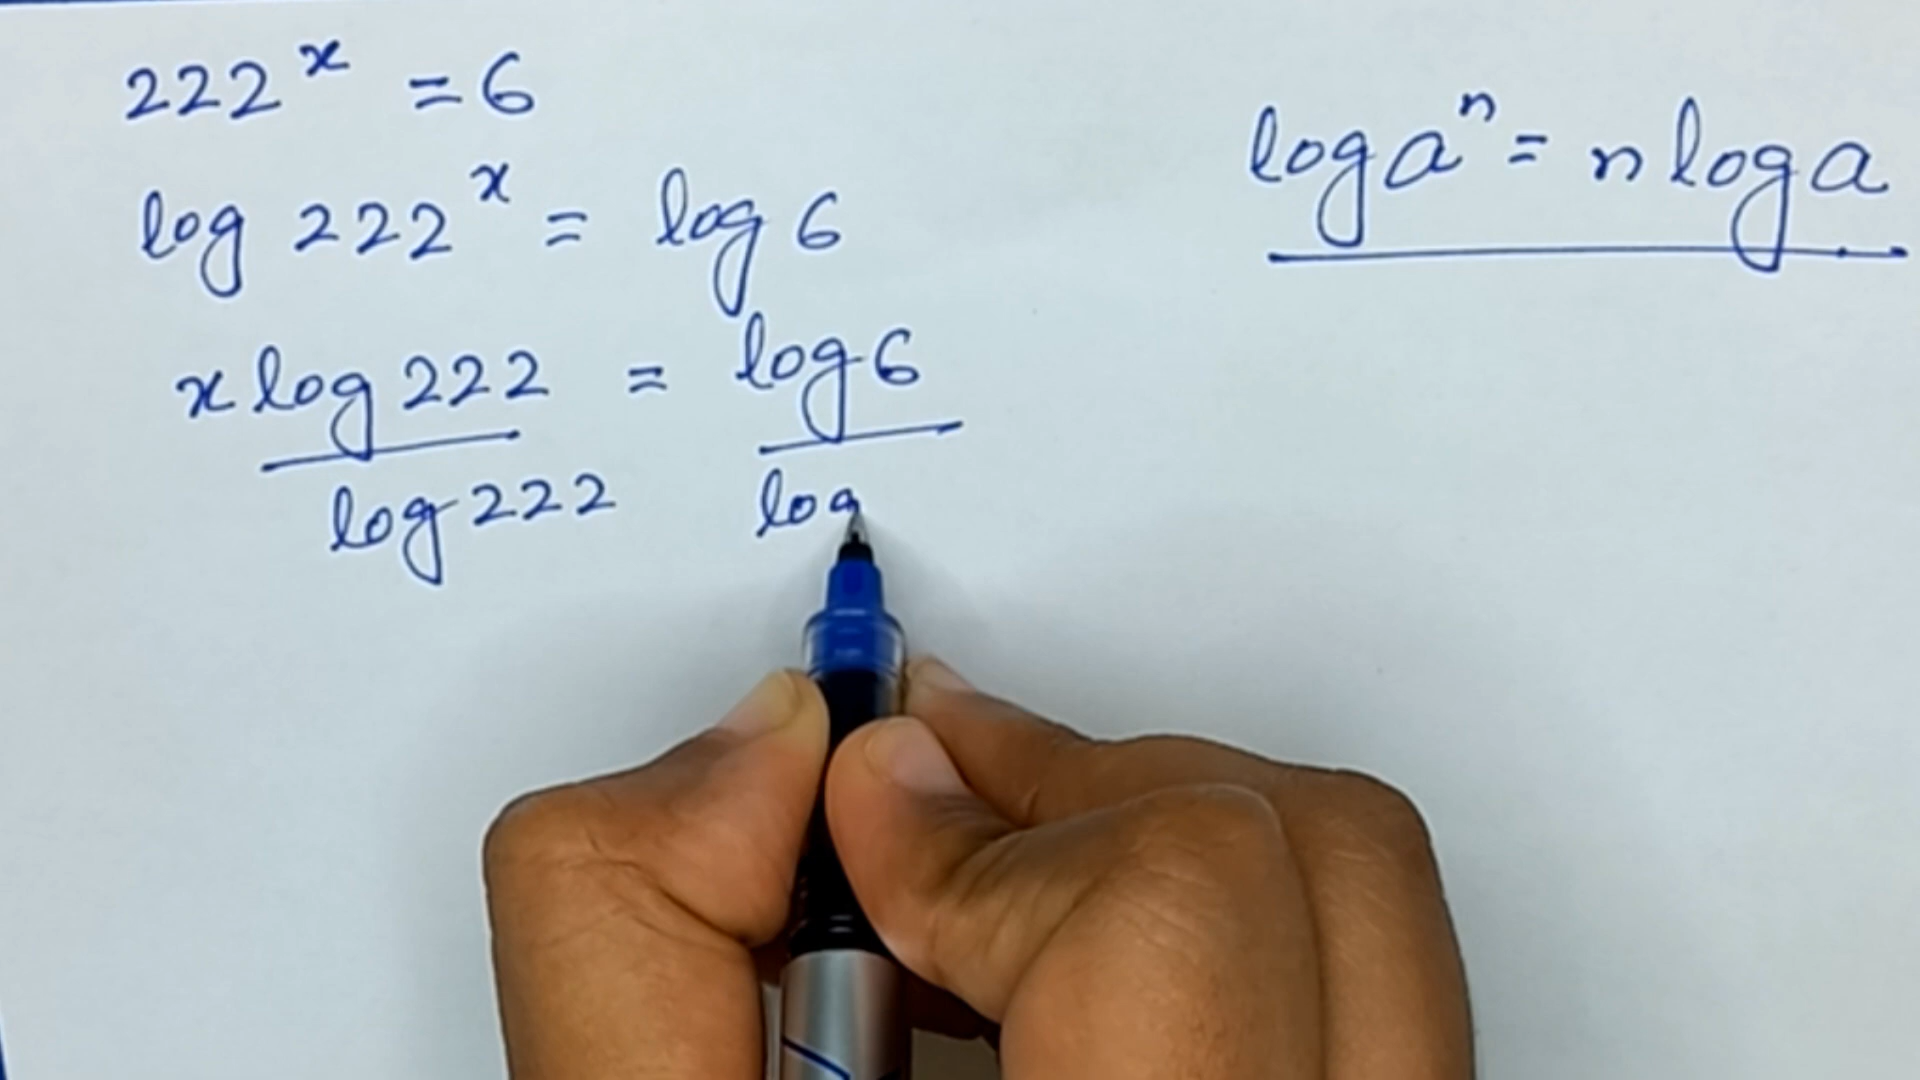 222^x = 6
log 222^x = log 6
x log 222 = log 6
log 222 log
log a^n = n log a